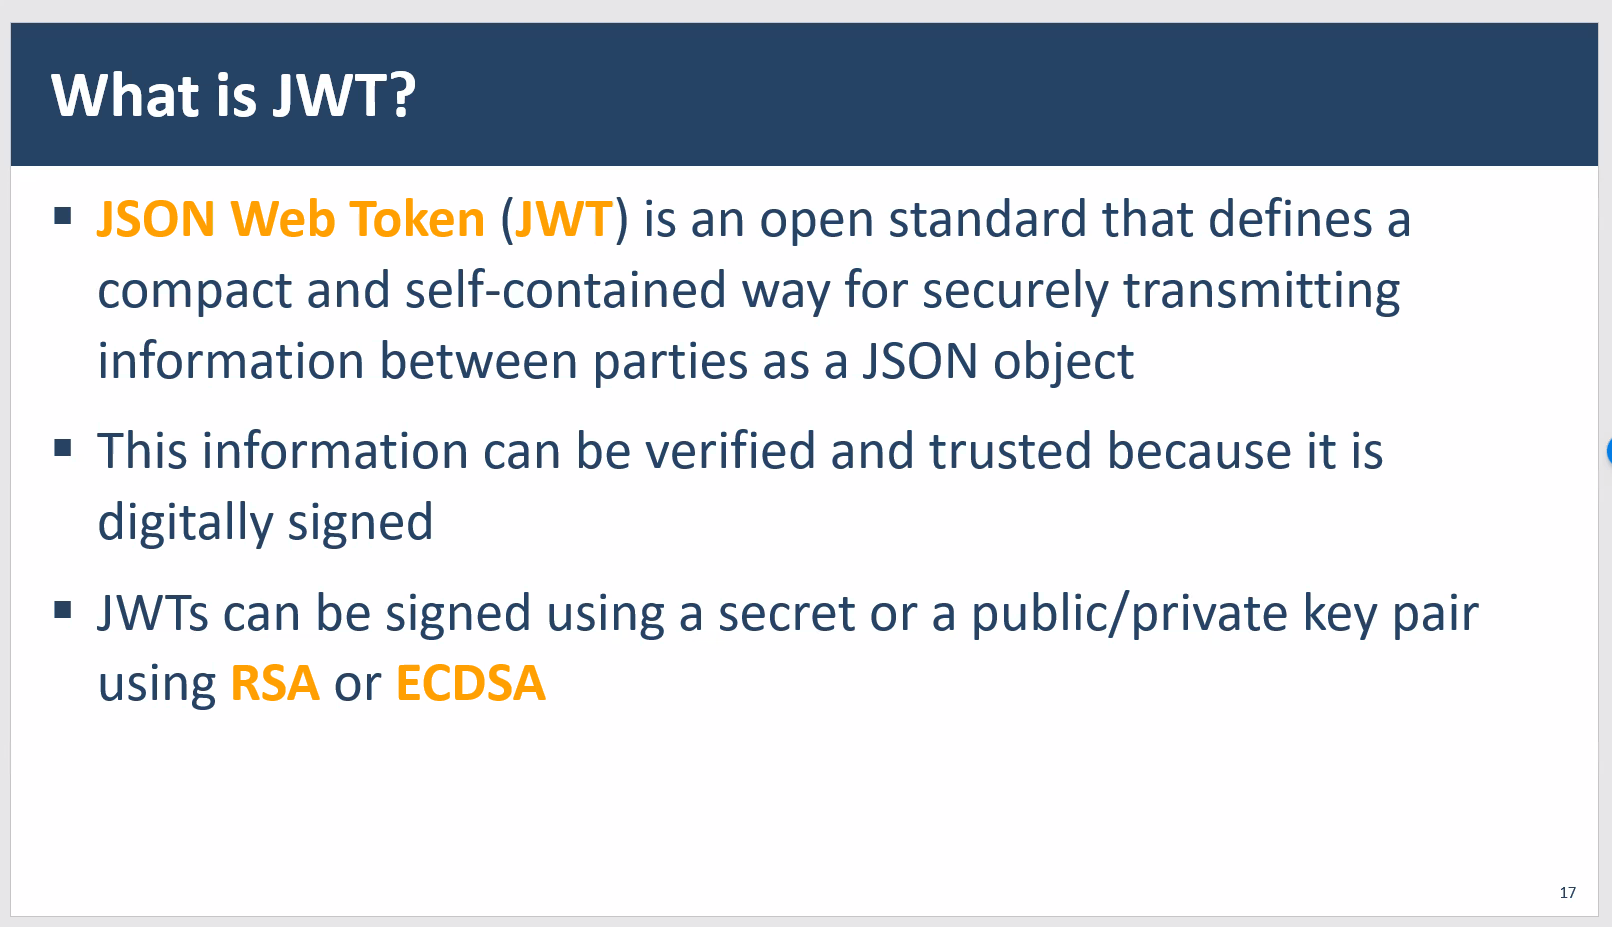 What is JWT?
▪ JSON Web Token (JWT) is an open standard that defines a
compact and self-contained way for securely transmitting
information between parties as a JSON object
▪ This information can be verified and trusted because it is
digitally signed
▪ JWTs can be signed using a secret or a public/private key pair
using RSA or ECDSA
17